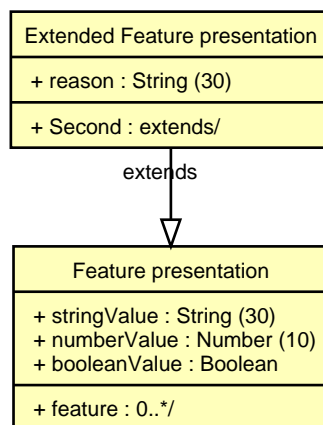 Extended Feature presentation
+ reason : String (30)
+ Second : extends/
extends
Feature presentation
+ stringValue : String (30)
+ numberValue : Number (10)
+ booleanValue : Boolean
+ feature : 0..*/